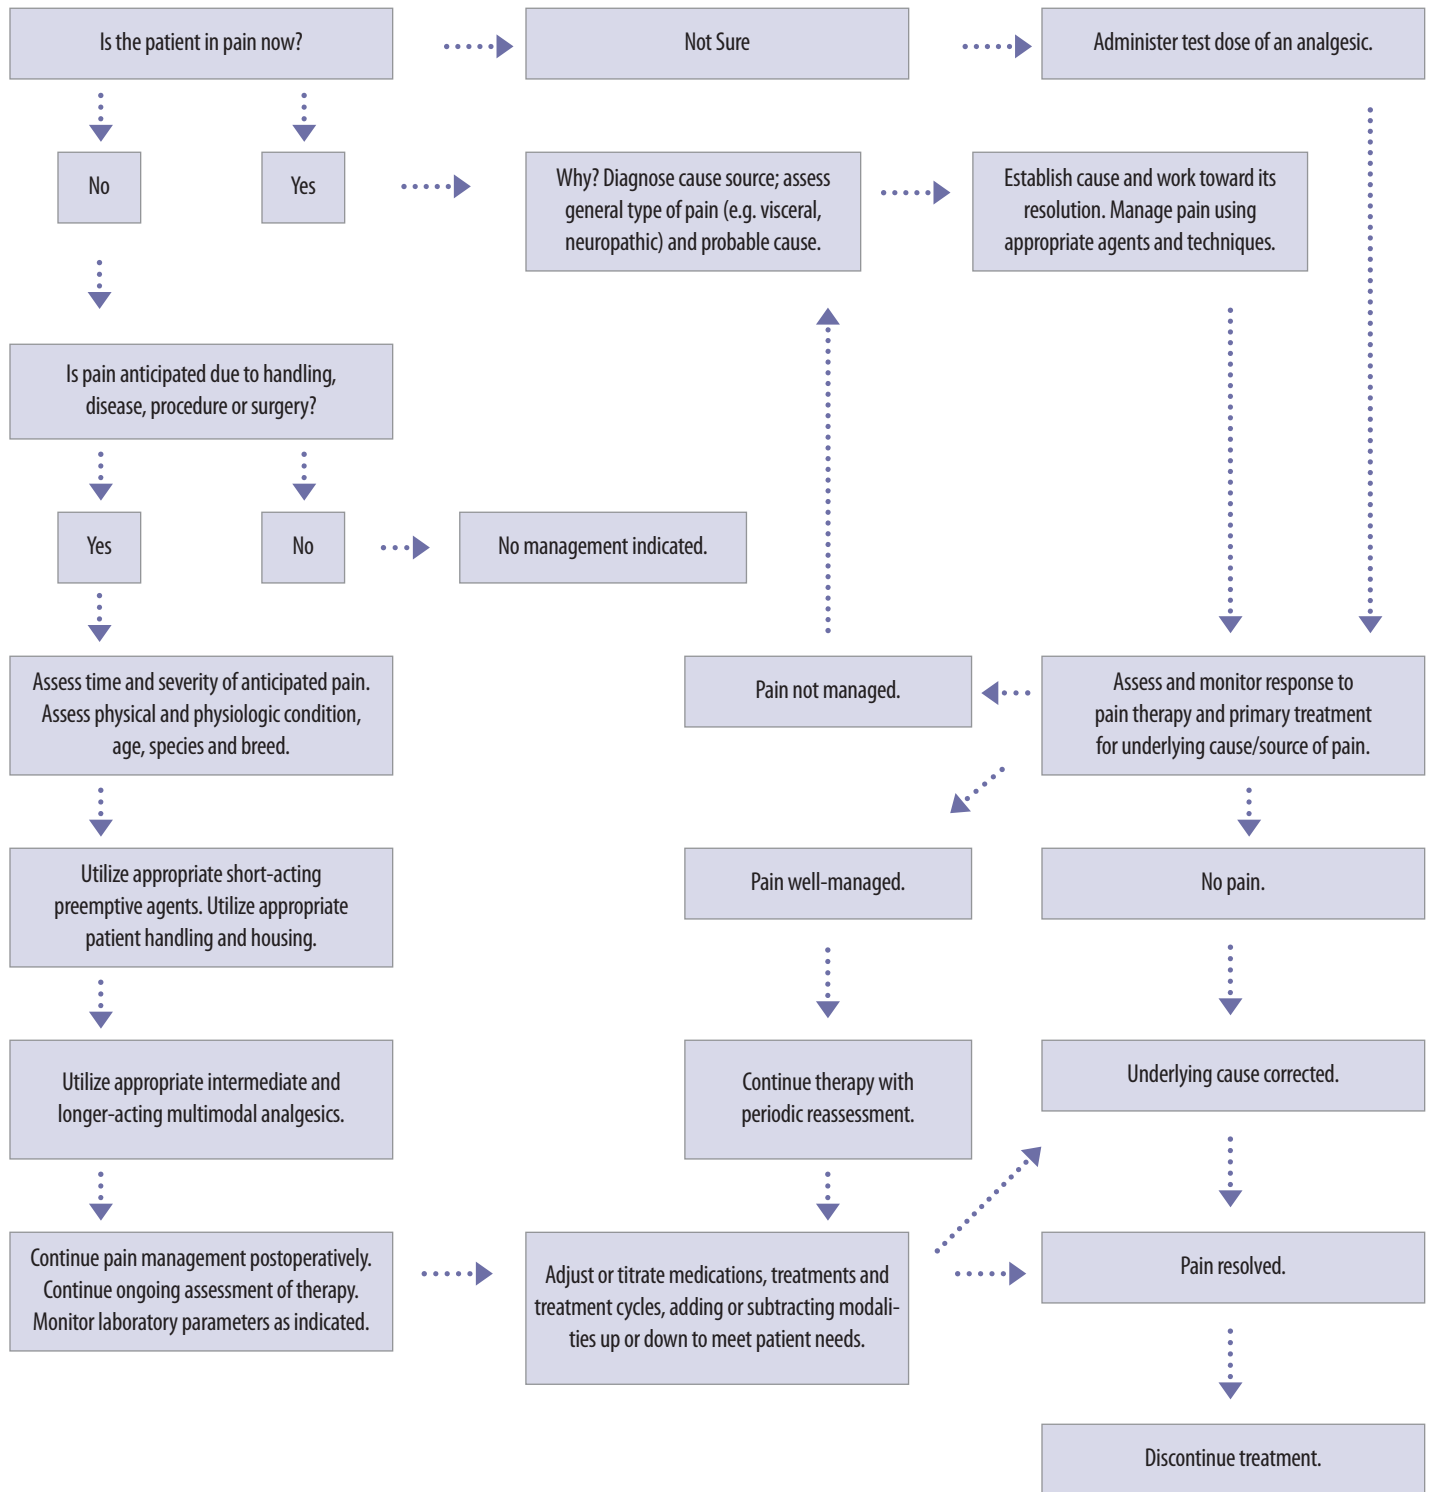 Is the patient in pain now?
Not Sure
Administer test dose of an analgesic.
No
Yes
Why? Diagnose cause source; assess
general type of pain (e.g. visceral,
neuropathic) and probable cause.
Establish cause and work toward its
resolution. Manage pain using
appropriate agents and techniques.
Is pain anticipated due to handling,
disease, procedure or surgery?
Yes
No
No management indicated.
Assess time and severity of anticipated pain.
Assess physical and physiologic condition,
age, species and breed.
Pain not managed.
Assess and monitor response to
pain therapy and primary treatment
for underlying cause/source of pain.
Utilize appropriate short-acting
preemptive agents. Utilize appropriate
patient handling and housing.
Pain well-managed.
No pain.
Utilize appropriate intermediate and
longer-acting multimodal analgesics.
Continue therapy with
periodic reassessment.
Underlying cause corrected.
Continue pain management postoperatively.
Continue ongoing assessment of therapy.
Monitor laboratory parameters as indicated.
Adjust or titrate medications, treatments and
treatment cycles, adding or subtracting modali-
ties up or down to meet patient needs.
Pain resolved.
Discontinue treatment.